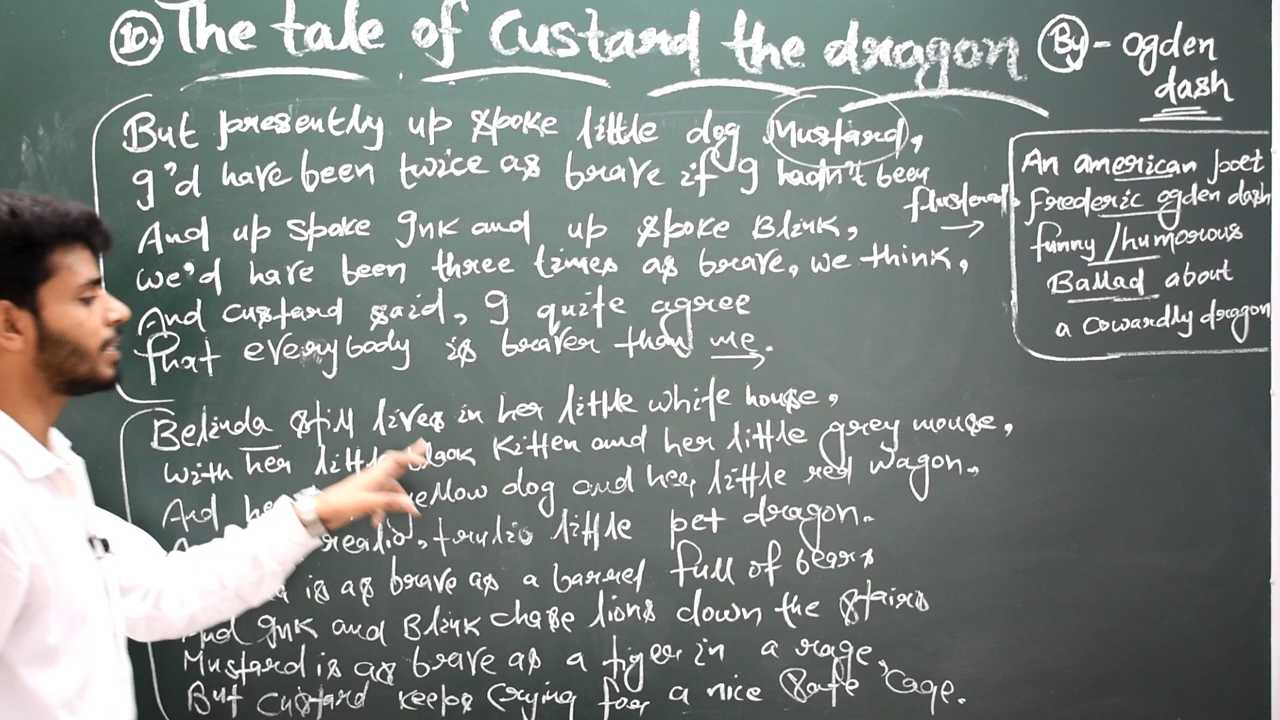 10. The tale of Custard the dragon
By - Ogden
dash
But presently up spoke little dog Mustard,
I'd have been twice as brave if I hadn't been
flustered.
And up spoke Ink and up spoke Blink,
we'd have been three times as brave, we think,
And custard said, I quite agree
That everybody is braver than me.
Belinda still lives in her little white house,
with her little black Kitten and her little grey mouse,
And her yellow dog and her little red wagon,
realio, trulio little pet dragon.
is as brave as a barrel full of bears
And Ink and Blink chase lions down the stairs
Mustard is as brave as a tiger in a rage,
But Custard keeps crying for a nice Safe Cage.
An american poet
Frederic ogden dash
funny / humorous
Ballad about
a cowardly dragon